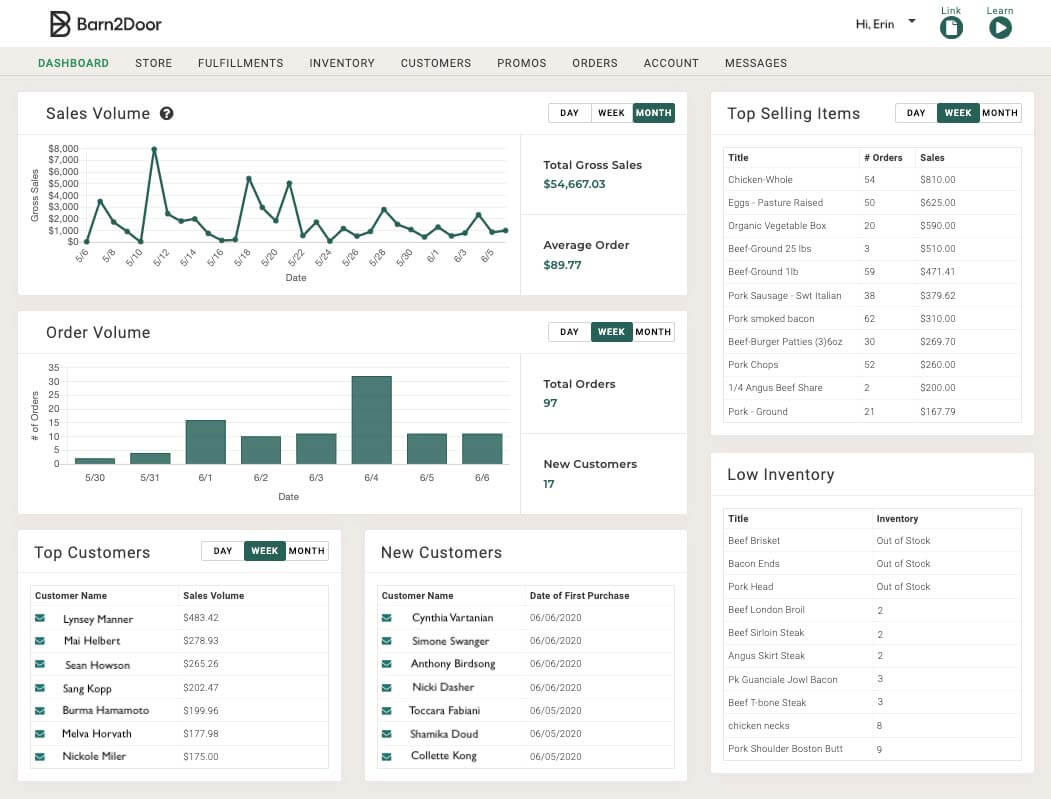 Barn2Door
Hi, Erin
Link
Learn
DASHBOARD STORE FULFILLMENTS INVENTORY CUSTOMERS PROMOS ORDERS ACCOUNT MESSAGES
Sales Volume ?
DAY WEEK MONTH
Gross Sales
$8,000
$7,000
$6,000
$5,000
$4,000
$3,000
$2,000
$1,000
$0
5/6 5/8 5/10 5/12 5/14 5/16 5/18 5/20 5/22 5/24 5/26 5/28 5/30 6/1 6/3 6/5
Date
Total Gross Sales
$54,667.03
Average Order
$89.77
Order Volume
DAY WEEK MONTH
# of Orders
35
30
25
20
15
10
5
0
5/30 5/31 6/1 6/2 6/3 6/4 6/5 6/6
Date
Total Orders
97
New Customers
17
Top Customers
DAY WEEK MONTH
Customer Name Sales Volume
Lynsey Manner $483.42
Mai Helbert $278.93
Sean Howson $265.26
Sang Kopp $202.47
Burma Hamamoto $199.96
Melva Horvath $177.98
Nickole Miler $175.00
New Customers
Customer Name Date of First Purchase
Cynthia Vartanian 06/06/2020
Simone Swanger 06/06/2020
Anthony Birdsong 06/06/2020
Nicki Dasher 06/06/2020
Toccara Fabiani 06/05/2020
Shamika Doud 06/05/2020
Collette Kong 06/05/2020
Top Selling Items
DAY WEEK MONTH
Title # Orders Sales
Chicken-Whole 54 $810.00
Eggs - Pasture Raised 50 $625.00
Organic Vegetable Box 20 $590.00
Beef-Ground 25 lbs 3 $510.00
Beef-Ground 1lb 59 $471.41
Pork Sausage - Swt Italian 38 $379.62
Pork smoked bacon 62 $310.00
Beef-Burger Patties (3)6oz 30 $269.70
Pork Chops 52 $260.00
1/4 Angus Beef Share 2 $200.00
Pork - Ground 21 $167.79
Low Inventory
Title Inventory
Beef Brisket Out of Stock
Bacon Ends Out of Stock
Pork Head Out of Stock
Beef London Broil 2
Beef Sirloin Steak 2
Angus Skirt Steak 2
Pk Guanciale Jowl Bacon 3
Beef T-bone Steak 3
chicken necks 8
Pork Shoulder Boston Butt 9